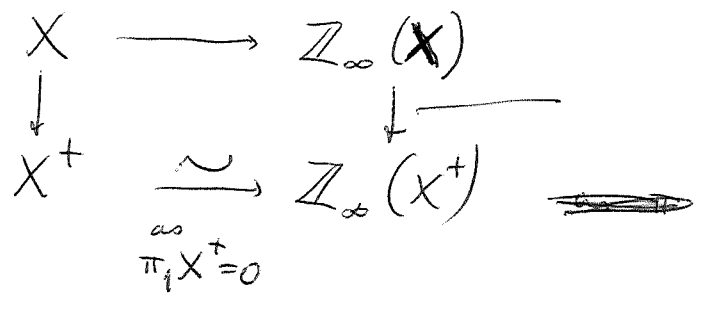 X → ℤ∞(X)
↓ ↓
X⁺ ⥲ ℤ∞(X⁺)
as
π₁X⁺=0